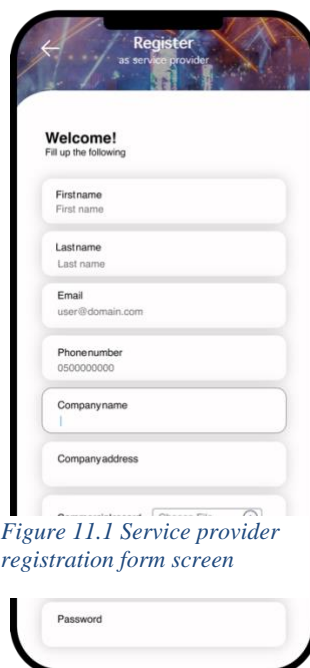 Register
as service provider
Welcome!
Fill up the following
Firstname
First name
Lastname
Last name
Email
user@domain.com
Phonenumber
0500000000
Companyname
Companyaddress
Choose File
Figure 11.1 Service provider
registration form screen
Password